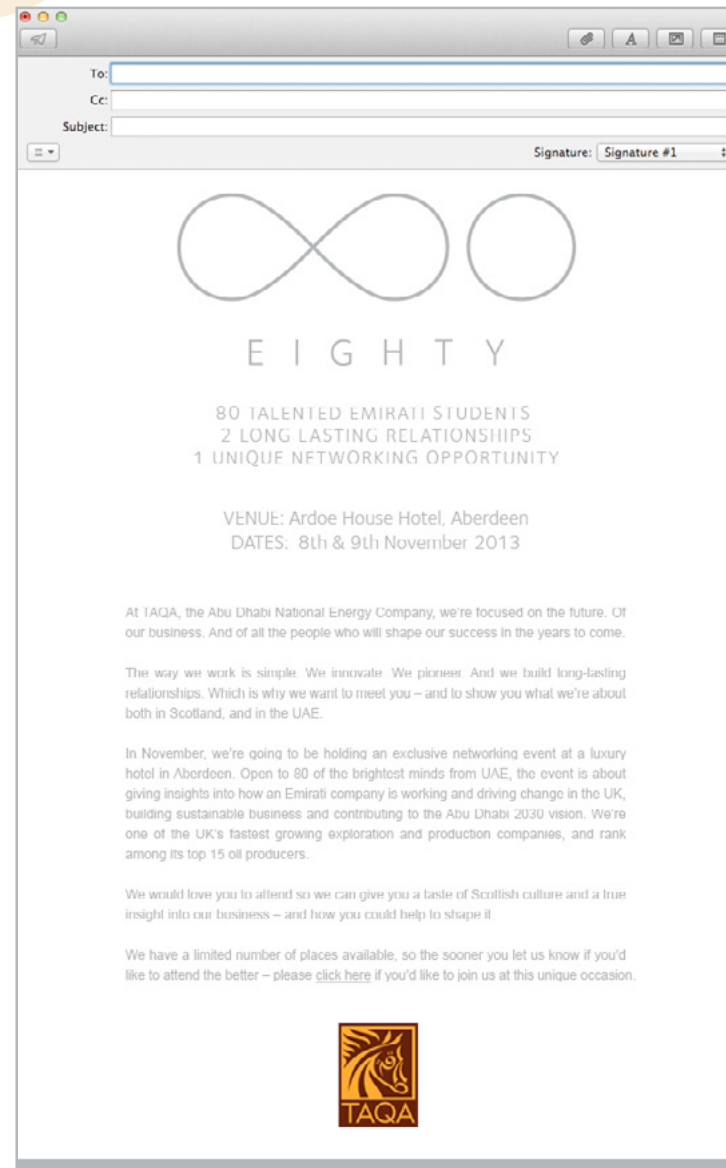 To:
Cc:
Subject:
Signature: Signature #1
EIGHTY
80 TALENTED EMIRATI STUDENTS
2 LONG LASTING RELATIONSHIPS
1 UNIQUE NETWORKING OPPORTUNITY
VENUE: Ardoe House Hotel, Aberdeen
DATES: 8th & 9th November 2013
At TAQA, the Abu Dhabi National Energy Company, we're focused on the future. Of
our business. And of all the people who will shape our success in the years to come.
The way we work is simple. We innovate. We pioneer. And we build long-lasting
relationships. Which is why we want to meet you – and to show you what we're about
both in Scotland, and in the UAE.
In November, we're going to be holding an exclusive networking event at a luxury
hotel in Aberdeen. Open to 80 of the brightest minds from UAE, the event is about
giving insights into how an Emirati company is working and driving change in the UK,
building sustainable business and contributing to the Abu Dhabi 2030 vision. We're
one of the UK's fastest growing exploration and production companies, and rank
among its top 15 oil producers.
We would love you to attend so we can give you a taste of Scottish culture and a true
insight into our business – and how you could help to shape it.
We have a limited number of places available, so the sooner you let us know if you'd
like to attend the better – please click here if you'd like to join us at this unique occasion.
TAQA